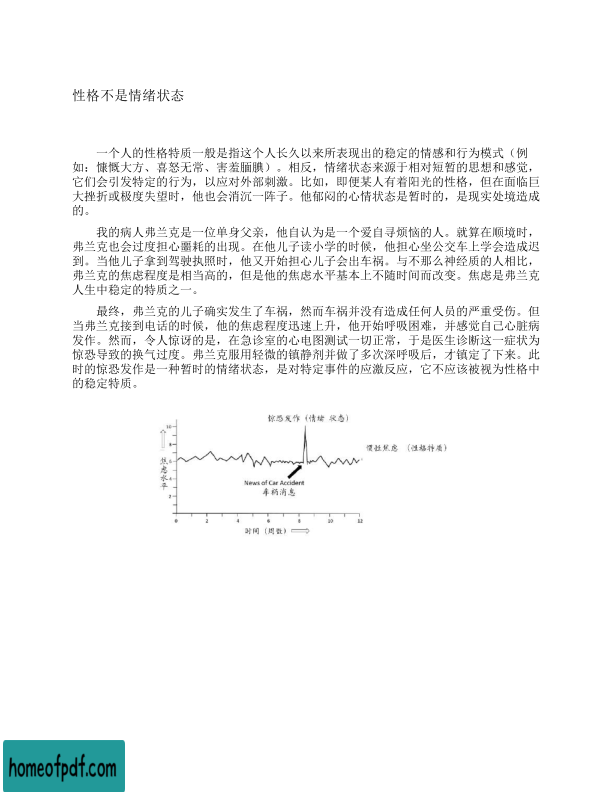 性格不是情绪状态
一个人的性格特质一般是指这个人长久以来所表现出的稳定的情感和行为模式（例
如：慷慨大方、喜怒无常、害羞腼腆）。相反，情绪状态来源于相对短暂的思想和感觉，
它们会引发特定的行为，以应对外部刺激。比如，即便某人有着阳光的性格，但在面临巨
大挫折或极度失望时，他也会消沉一阵子。他郁闷的心情状态是暂时的，是现实处境造成
的。
我的病人弗兰克是一位单身父亲，他自认为是一个爱自寻烦恼的人。就算在顺境时，
弗兰克也会过度担心噩耗的出现。在他儿子读小学的时候，他担心坐公交车上学会造成迟
到。当他儿子拿到驾驶执照时，他又开始担心儿子会出车祸。与不那么神经质的人相比，
弗兰克的焦虑程度是相当高的，但是他的焦虑水平基本上不随时间而改变。焦虑是弗兰克
人生中稳定的特质之一。
最终，弗兰克的儿子确实发生了车祸，然而车祸并没有造成任何人员的严重受伤。但
当弗兰克接到电话的时候，他的焦虑程度迅速上升，他开始呼吸困难，并感觉自己心脏病
发作。然而，令人惊讶的是，在急诊室的心电图测试一切正常，于是医生诊断这一症状为
惊恐导致的换气过度。弗兰克服用轻微的镇静剂并做了多次深呼吸后，才镇定了下来。此
时的惊恐发作是一种暂时的情绪状态，是对特定事件的应激反应，它不应该被视为性格中
的稳定特质。
惊恐发作（情绪 状态）
惯性焦虑 （性格特质）
焦虑水平
10
8
6
4
2
News of Car Accident
车祸消息
0 2 4 6 8 10 12
时间（周数）
homeofpdf.com